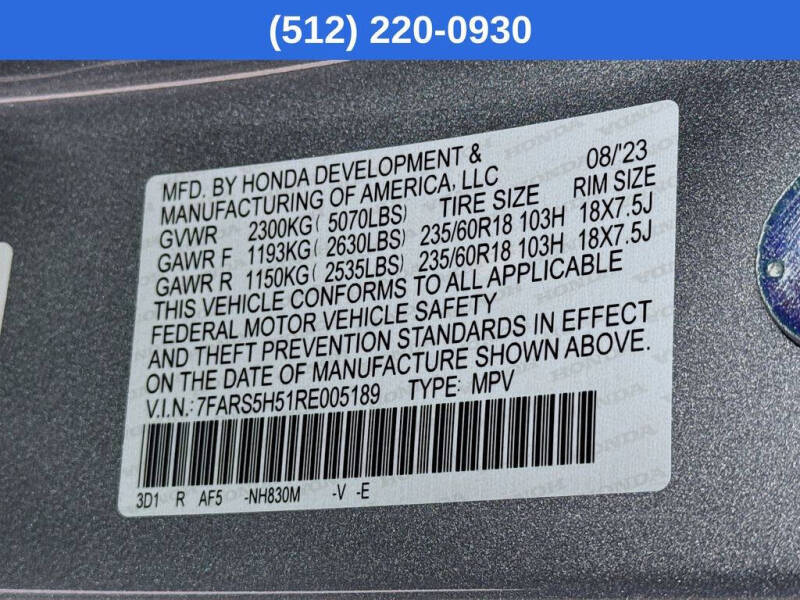 (512) 220-0930
MFD. BY HONDA DEVELOPMENT & 08/'23
MANUFACTURING OF AMERICA, LLC
TIRE SIZE RIM SIZE
GVWR 2300KG( 5070LBS)
GAWR F 1193KG( 2630LBS) 235/60R18 103H 18X7.5J
GAWR R 1150KG( 2535LBS) 235/60R18 103H 18X7.5J
THIS VEHICLE CONFORMS TO ALL APPLICABLE
FEDERAL MOTOR VEHICLE SAFETY
AND THEFT PREVENTION STANDARDS IN EFFECT
ON THE DATE OF MANUFACTURE SHOWN ABOVE.
V.I.N.:7FARS5H51RE005189 TYPE: MPV
3D1 R AF5 -NH830M -V -E